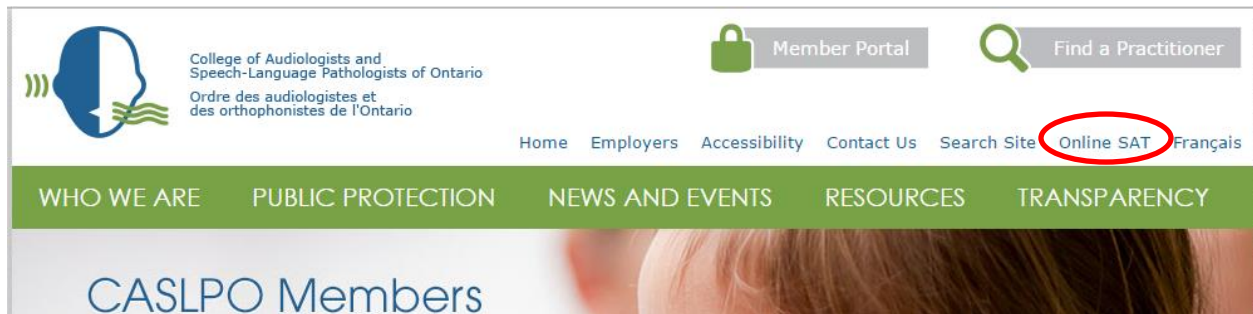 College of Audiologists and
Speech-Language Pathologists of Ontario
Ordre des audiologistes et
des orthophonistes de l'Ontario
Member Portal
Find a Practitioner
Home Employers Accessibility Contact Us Search Site Online SAT Français
WHO WE ARE PUBLIC PROTECTION NEWS AND EVENTS RESOURCES TRANSPARENCY
CASLPO Members